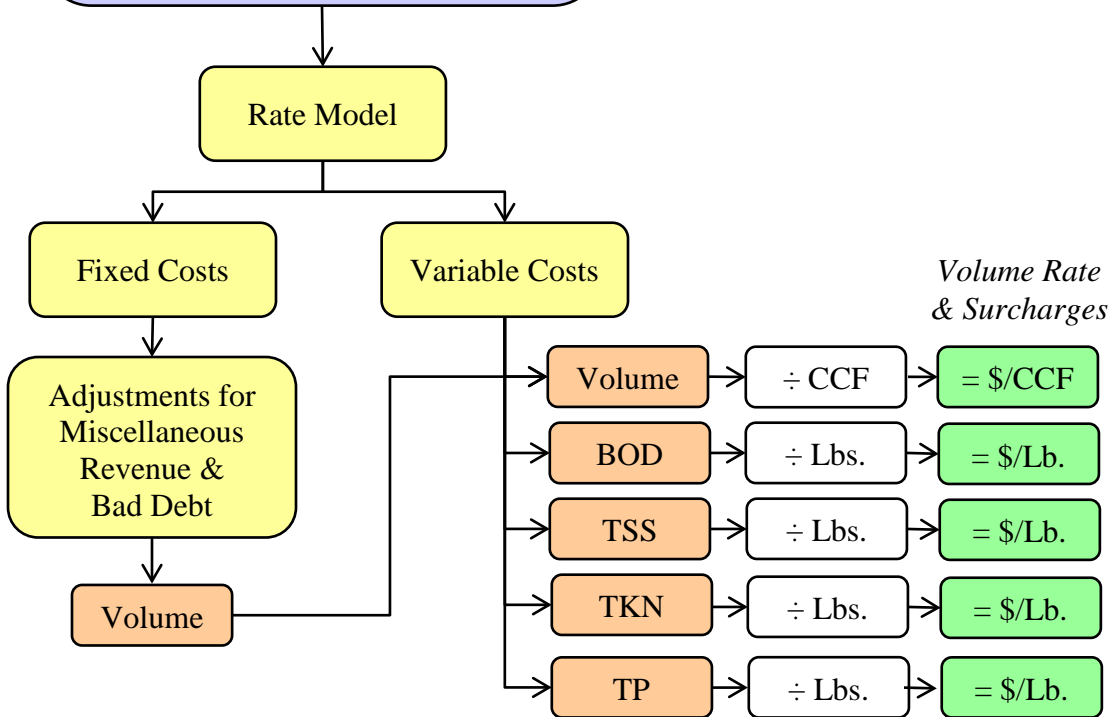 Rate Model
Fixed Costs
Variable Costs
Volume Rate
& Surcharges
Adjustments for
Miscellaneous
Revenue &
Bad Debt
Volume
Volume
÷ CCF
= $/CCF
BOD
÷ Lbs.
= $/Lb.
TSS
÷ Lbs.
= $/Lb.
TKN
÷ Lbs.
= $/Lb.
TP
÷ Lbs.
= $/Lb.